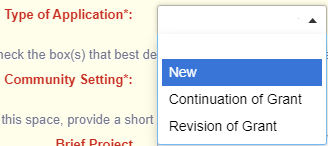 Type of Application*:
New
heck the box(s) that best de
Community Setting*:
Continuation of Grant
this space, provide a short
Revision of Grant
Brief Project